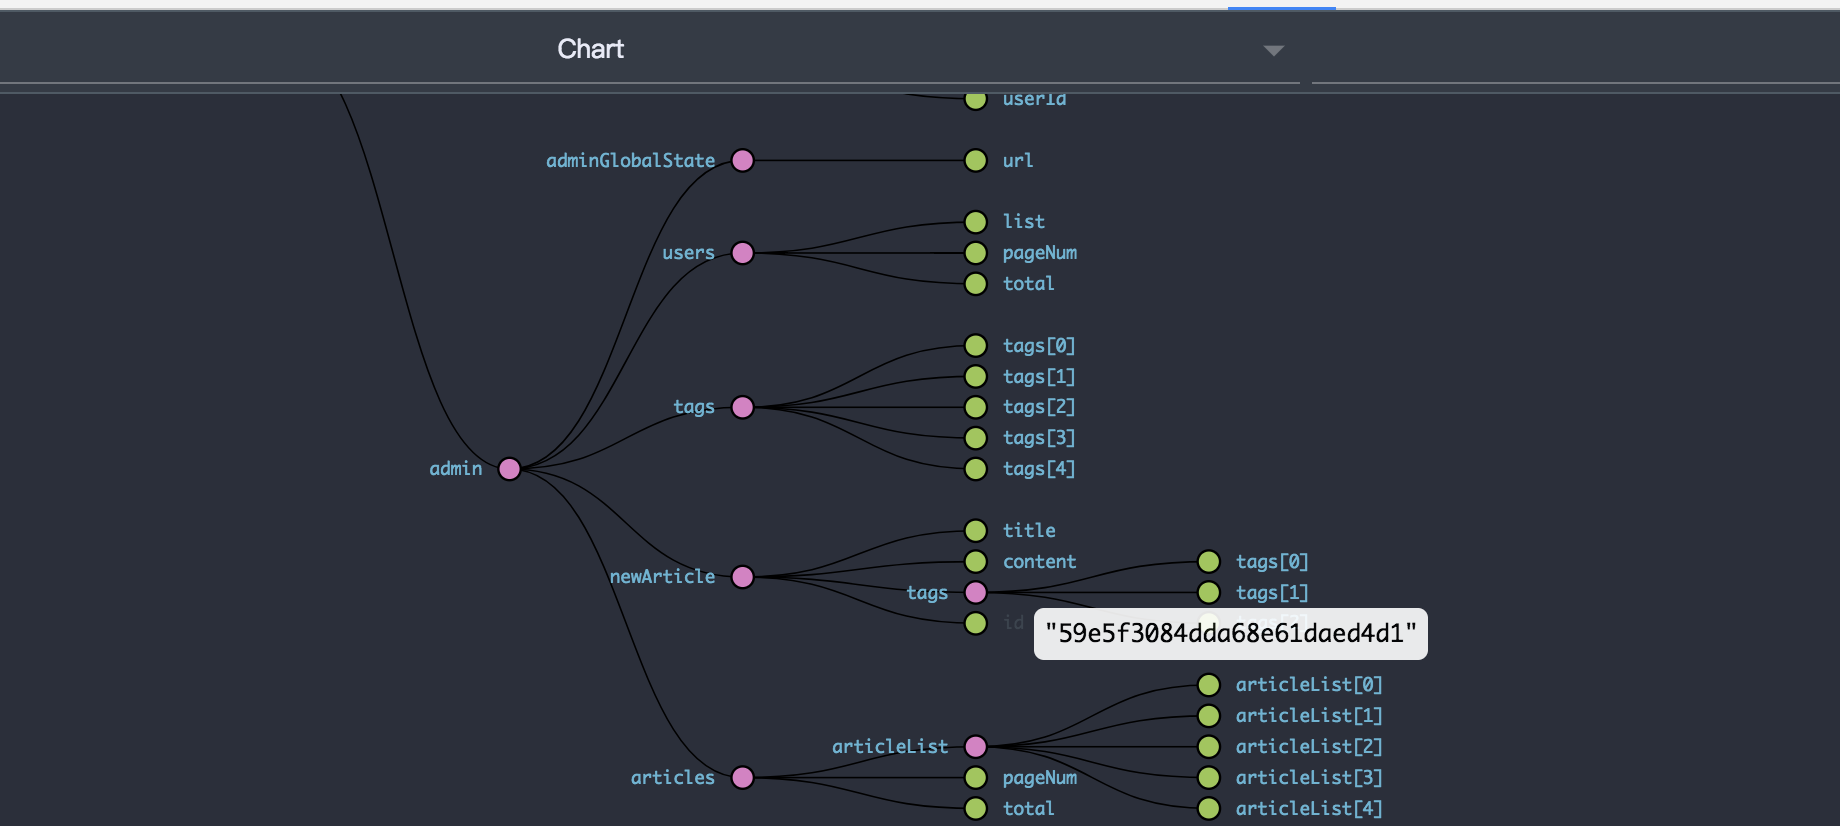 Chart
userId
adminGlobalState
url
list
users
pageNum
total
tags[0]
tags[1]
tags
tags[2]
tags[3]
admin
tags[4]
title
content
tags[0]
newArticle
tags
tags[1]
id
"59e5f3084dda68e61daed4d1"
articleList[0]
articleList[1]
articleList
articleList[2]
articles
pageNum
articleList[3]
total
articleList[4]